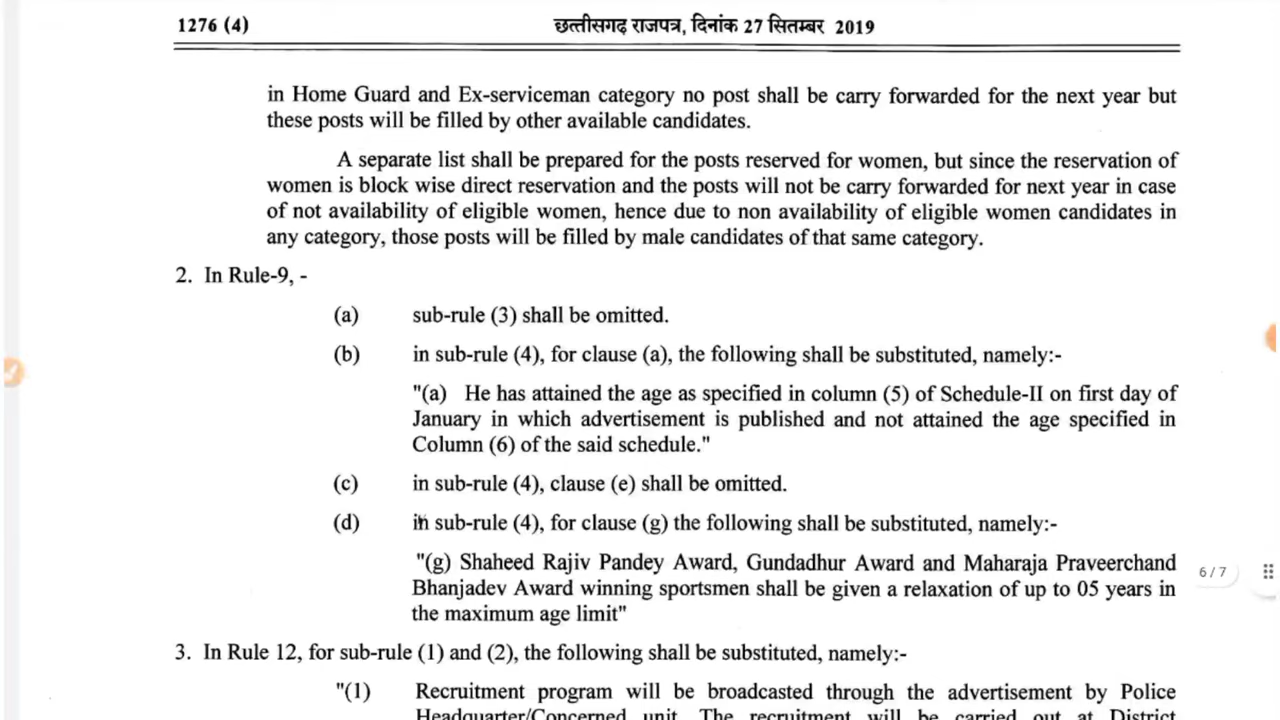 1276 (4) छत्तीसगढ़ राजपत्र, दिनांक 27 सितम्बर 2019
in Home Guard and Ex-serviceman category no post shall be carry forwarded for the next year but
these posts will be filled by other available candidates.
A separate list shall be prepared for the posts reserved for women, but since the reservation of
women is block wise direct reservation and the posts will not be carry forwarded for next year in case
of not availability of eligible women, hence due to non availability of eligible women candidates in
any category, those posts will be filled by male candidates of that same category.
2. In Rule-9, -
(a) sub-rule (3) shall be omitted.
(b) in sub-rule (4), for clause (a), the following shall be substituted, namely:-
"(a) He has attained the age as specified in column (5) of Schedule-II on first day of
January in which advertisement is published and not attained the age specified in
Column (6) of the said schedule."
(c) in sub-rule (4), clause (e) shall be omitted.
(d) in sub-rule (4), for clause (g) the following shall be substituted, namely:-
"(g) Shaheed Rajiv Pandey Award, Gundadhur Award and Maharaja Praveerchand
Bhanjadev Award winning sportsmen shall be given a relaxation of up to 05 years in
the maximum age limit"
6 / 7
3. In Rule 12, for sub-rule (1) and (2), the following shall be substituted, namely:-
"(1) Recruitment program will be broadcasted through the advertisement by Police
Headquarter/Concerned unit. The recruitment will be carried out at District